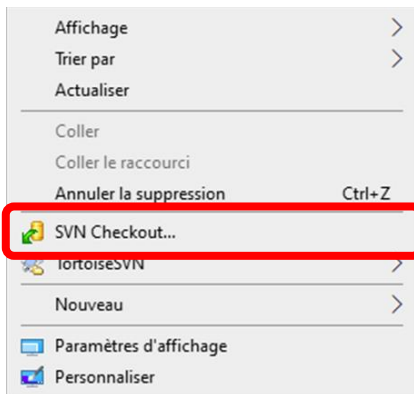 Affichage
Trier par
Actualiser
Coller
Coller le raccourci
Annuler la suppression Ctrl+Z
SVN Checkout...
TortoiseSVN
Nouveau
Paramètres d'affichage
Personnaliser